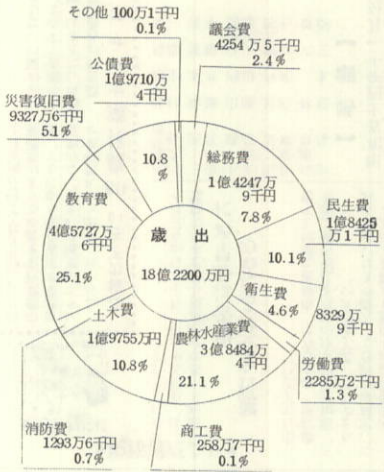 その他 100万1千円
0.1%
議会費
4254万5千円
2.4%
公債費
1億9710万
4千円
災害復旧費
9327万6千円
5.1%
10.8
%
総務費
1億4247万
9千円
7.8%
教育費
4億5727万
6千円
25.1%
民生費
1億8425
万1千円
10.1%
歳出
18億2200万円
衛生費
4.6%
8329万
9千円
土木費
1億9755万円
10.8%
農林水産業費
3億8484万
4千円
21.1%
労働費
2285万2千円
1.3%
消防費
1293万6千円
0.7%
商工費
258万7千円
0.1%